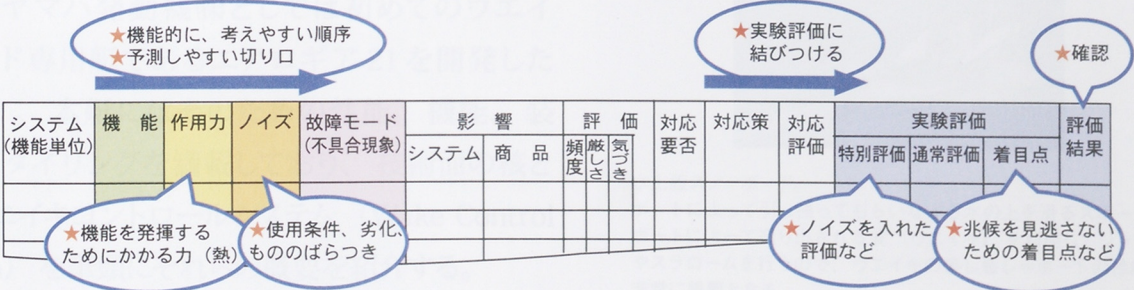 ★機能的に、考えやすい順序
★予測しやすい切り口
★実験評価に
結びつける
★確認
システム
(機能単位)
機 能
作用力
ノイズ
故障モード
(不具合現象)
影 響
システム
商 品
評 価
頻度
厳しさ
気づき
対応
要否
対応策
対応
評価
実験評価
特別評価
通常評価
着目点
評価
結果
★機能を発揮する
ためにかかる力(熱)
★使用条件、劣化、
もののばらつき
★ノイズを入れた
評価など
★兆候を見逃さない
ための着目点など